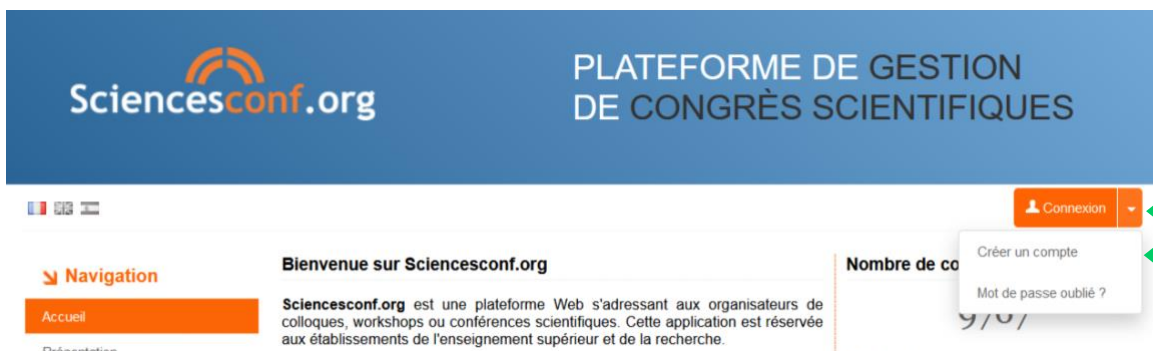 Sciencesconf.org
PLATEFORME DE GESTION
DE CONGRÈS SCIENTIFIQUES
Connexion
Créer un compte
Mot de passe oublié ?
Navigation
Accueil
Bienvenue sur Sciencesconf.org
Sciencesconf.org est une plateforme Web s'adressant aux organisateurs de
colloques, workshops ou conférences scientifiques. Cette application est réservée
aux établissements de l'enseignement supérieur et de la recherche.
Nombre de co